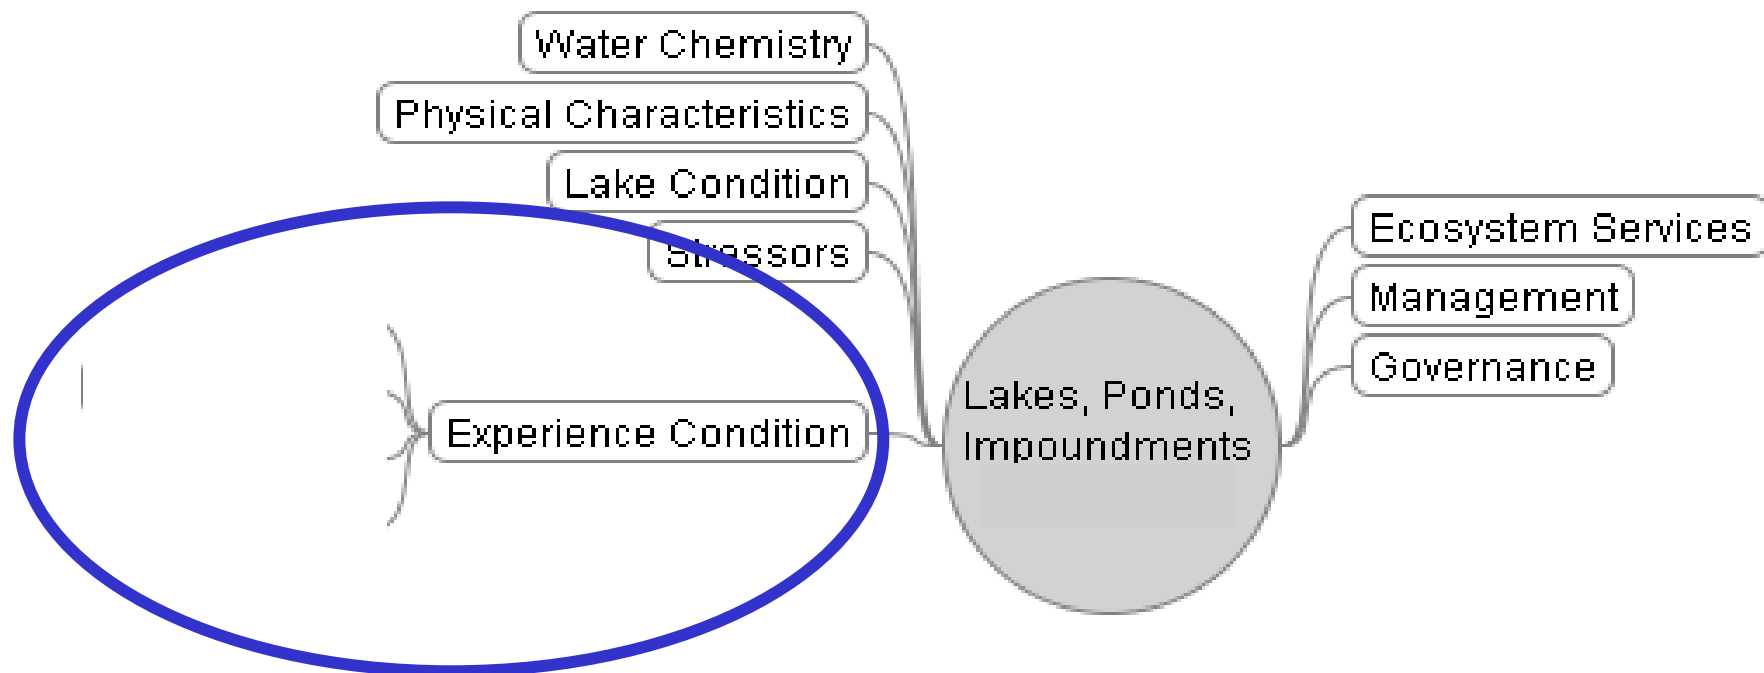 Water Chemistry
Physical Characteristics
Lake Condition
Stressors
Experience Condition
Lakes, Ponds,
Impoundments
Ecosystem Services
Management
Governance